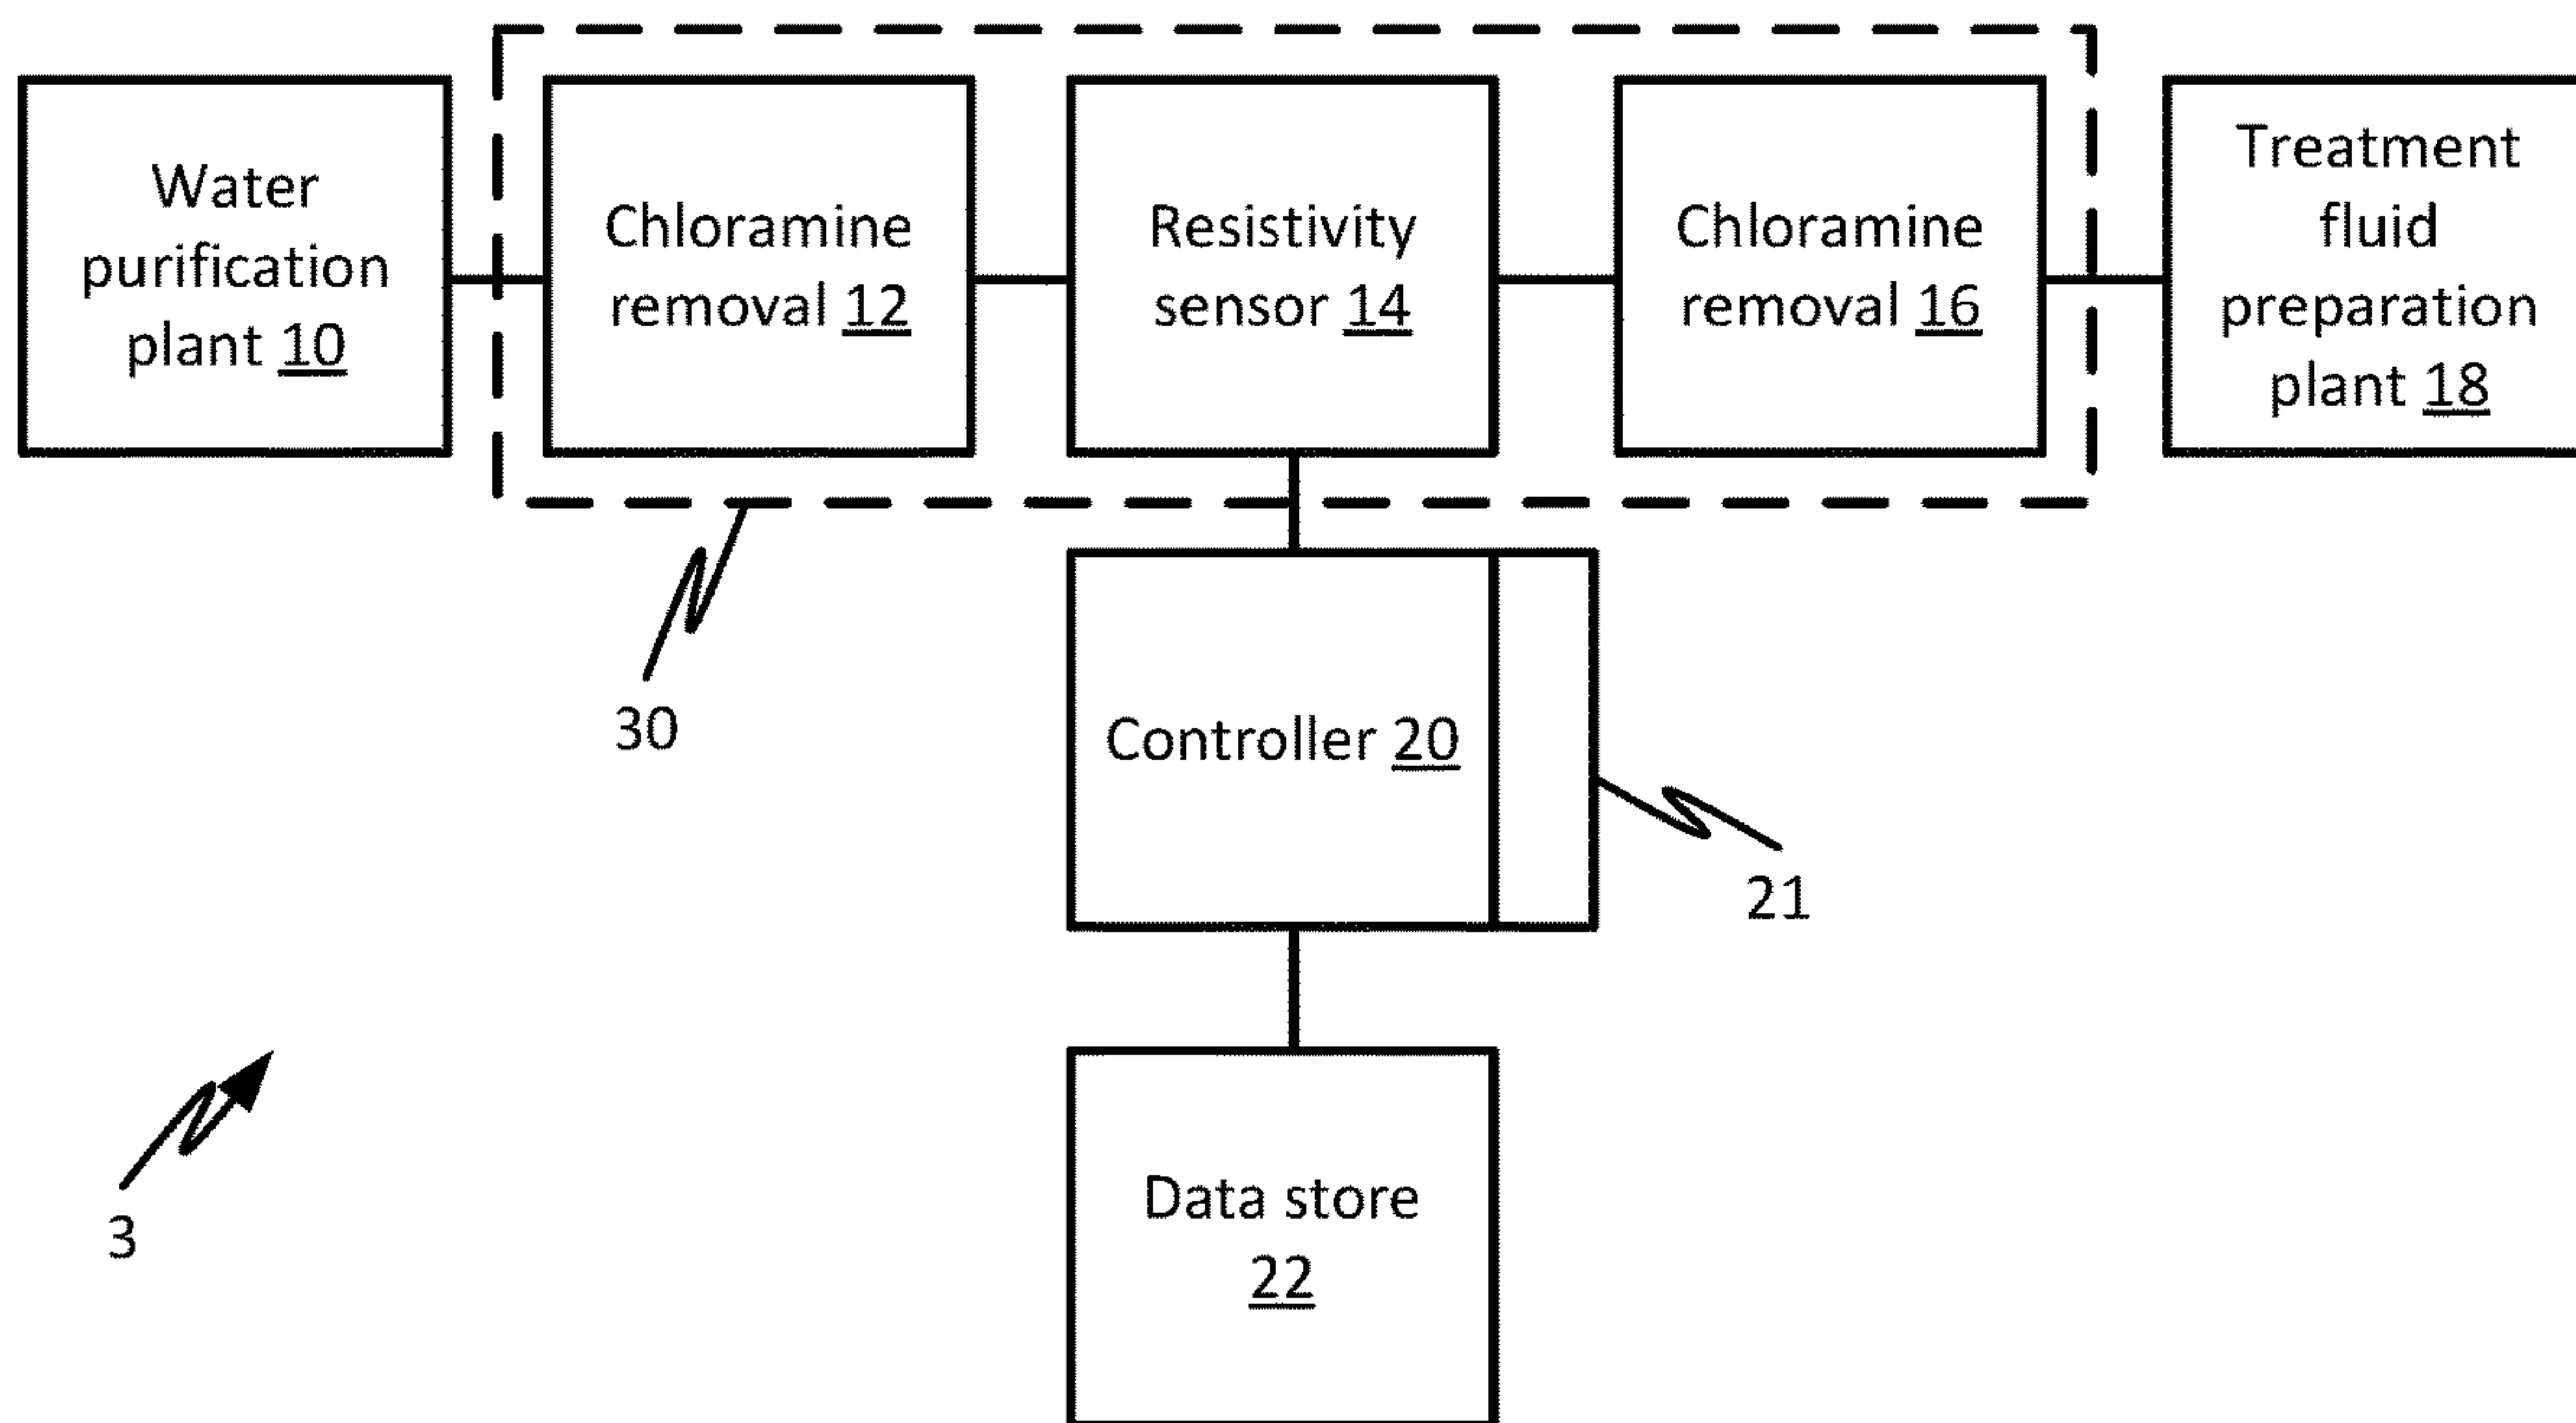 Water
purification
plant 10
Chloramine
removal 12
Resistivity
sensor 14
Chloramine
removal 16
Treatment
fluid
preparation
plant 18
30
Controller 20
21
3
Data store
22